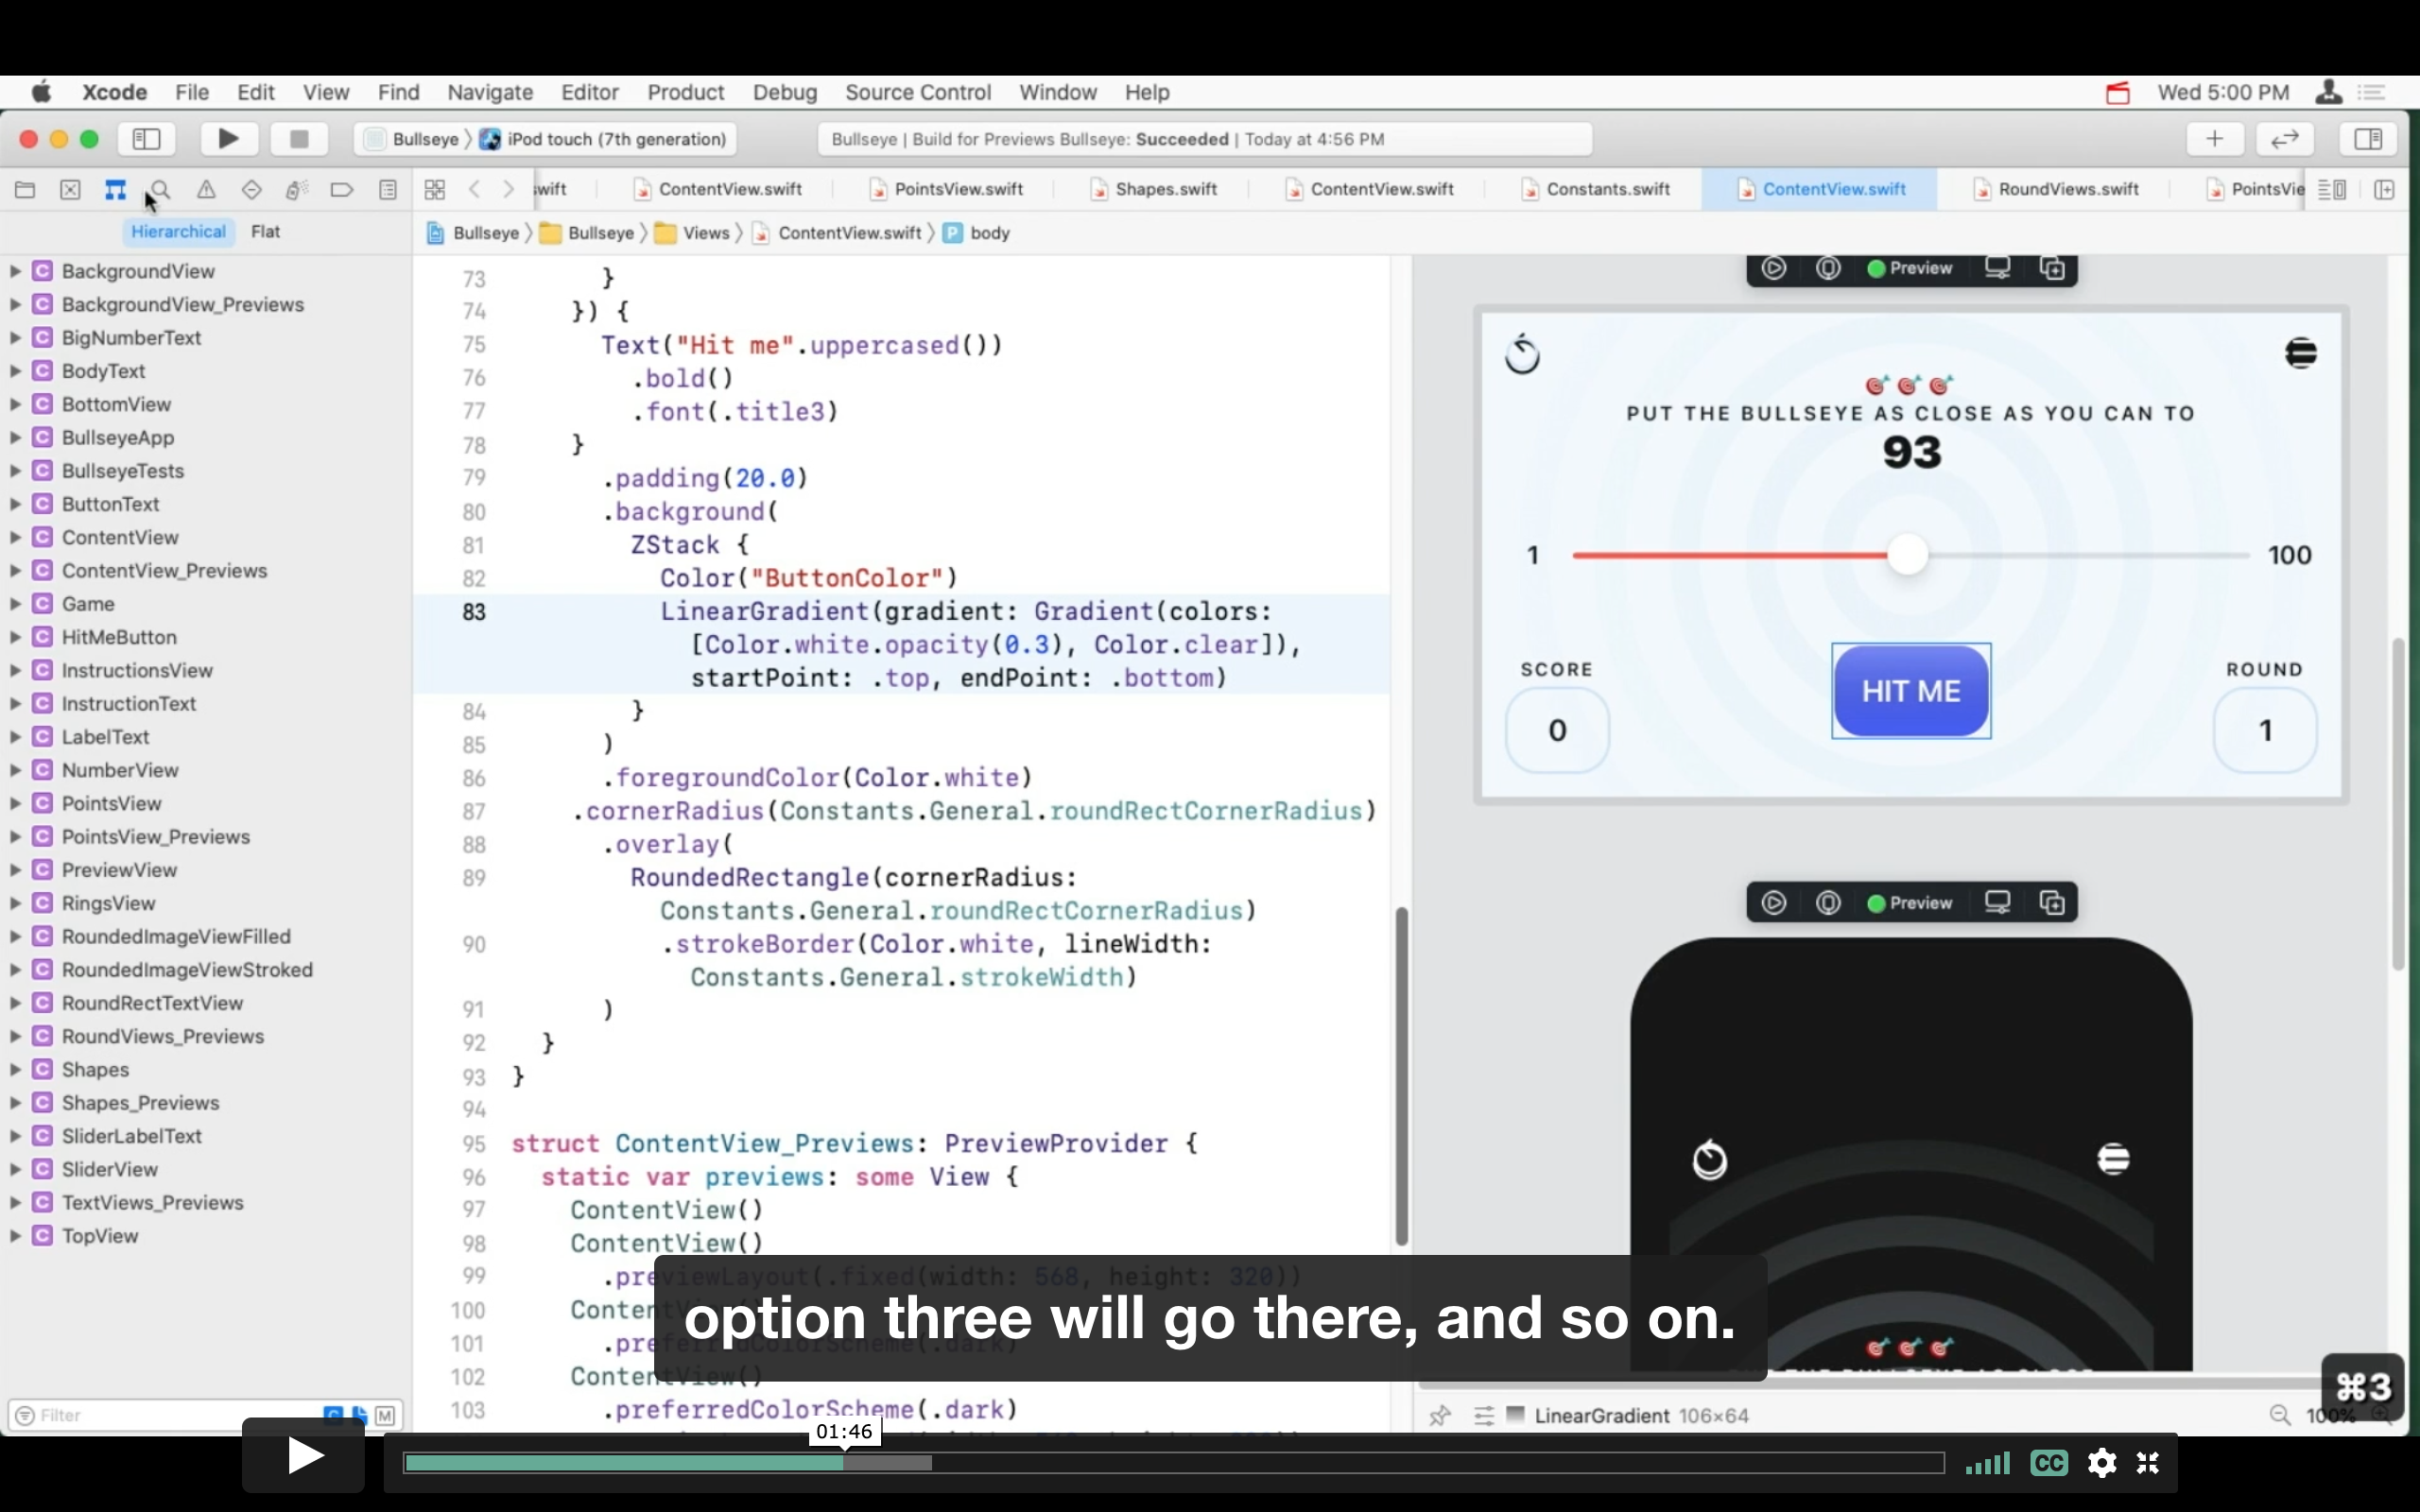 Xcode File Edit View Find Navigate Editor Product Debug Source Control Window Help Wed 5:00 PM
Bullseye iPod touch (7th generation) Bullseye | Build for Previews Bullseye: Succeeded | Today at 4:56 PM
swift ContentView.swift PointsView.swift Shapes.swift ContentView.swift Constants.swift ContentView.swift RoundViews.swift PointsVie
Hierarchical Flat
Bullseye Bullseye Views ContentView.swift P body
C BackgroundView
C BackgroundView_Previews
C BigNumberText
C BodyText
C BottomView
C BullseyeApp
C BullseyeTests
C ButtonText
C ContentView
C ContentView_Previews
C Game
C HitMeButton
C InstructionsView
C InstructionText
C LabelText
C NumberView
C PointsView
C PointsView_Previews
C PreviewView
C RingsView
C RoundedImageViewFilled
C RoundedImageViewStroked
C RoundRectTextView
C RoundViews_Previews
C Shapes
C Shapes_Previews
C SliderLabelText
C SliderView
C TextViews_Previews
C TopView
Filter C M
73 }
74 }) {
75 Text("Hit me".uppercased())
76 .bold()
77 .font(.title3)
78 }
79 .padding(20.0)
80 .background(
81 ZStack {
82 Color("ButtonColor")
83 LinearGradient(gradient: Gradient(colors:
[Color.white.opacity(0.3), Color.clear]),
startPoint: .top, endPoint: .bottom)
84 }
85 )
86 .foregroundColor(Color.white)
87 .cornerRadius(Constants.General.roundRectCornerRadius)
88 .overlay(
89 RoundedRectangle(cornerRadius:
Constants.General.roundRectCornerRadius)
90 .strokeBorder(Color.white, lineWidth:
Constants.General.strokeWidth)
91 )
92 }
93 }
94
95 struct ContentView_Previews: PreviewProvider {
96 static var previews: some View {
97 ContentView()
98 ContentView()
99 .previewLayout(.fixed(width: 568, height: 320))
100 ContentView()
101 .preferredColorScheme(.dark)
102 ContentView()
103 .preferredColorScheme(.dark)
Preview
PUT THE BULLSEYE AS CLOSE AS YOU CAN TO
93
1 100
SCORE HIT ME ROUND
0 1
Preview
option three will go there, and so on.
⌘3
LinearGradient 106×64 100%
01:46
CC